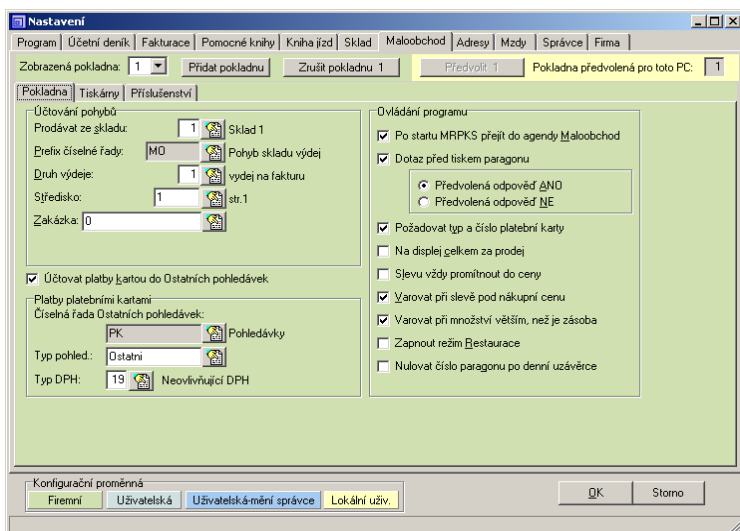 Nastavení
Program Účetní deník Fakturace Pomocné knihy Kniha jízd Sklad Maloobchod Adresy Mzdy Správce Firma
Zobrazená pokladna: 1 Přidat pokladnu Zrušit pokladnu 1 Předvolit 1 Pokladna předvolená pro toto PC: 1
Pokladna Tiskárny Příslušenství
Účtování pohybů
Prodávat ze skladu: 1 Sklad 1
Prefix číselné řady: MO Pohyb skladu výdej
Druh výdeje: 1 vydej na fakturu
Středisko: 1 str.1
Zakázka: 0
Účtovat platby kartou do Ostatních pohledávek
Platby platebními kartami
Číselná řada Ostatních pohledávek:
PK Pohledávky
Typ pohled.: Ostatni
Typ DPH: 19 Neovlivňující DPH
Ovládání programu
Po startu MRPKS přejít do agendy Maloobchod
Dotaz před tiskem paragonu
Předvolená odpověď ANO
Předvolená odpověď NE
Požadovat typ a číslo platební karty
Na displej celkem za prodej
Slevu vždy promítnout do ceny
Varovat při slevě pod nákupní cenu
Varovat při množství větším, než je zásoba
Zapnout režim Restaurace
Nulovat číslo paragonu po denní uzávěrce
Konfigurační proměnná
Firemní Uživatelská Uživatelská-mění správce Lokální uživ.
OK Storno